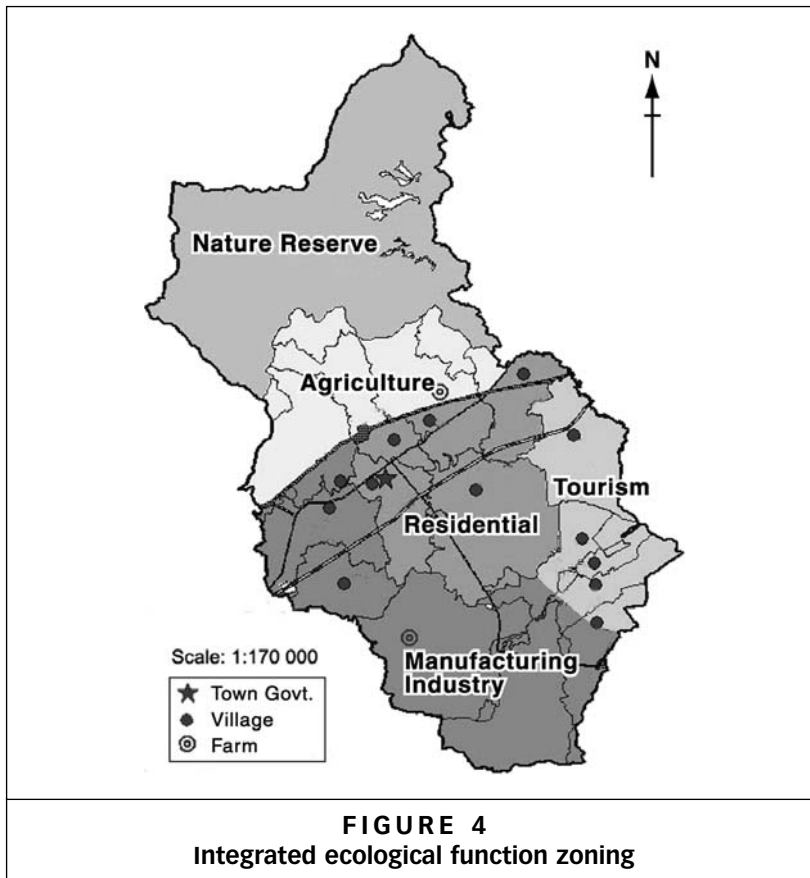 N
Nature Reserve
Agriculture
Tourism
Residential
Manufacturing
Industry
Scale: 1:170 000
Town Govt.
Village
Farm
FIGURE 4
Integrated ecological function zoning